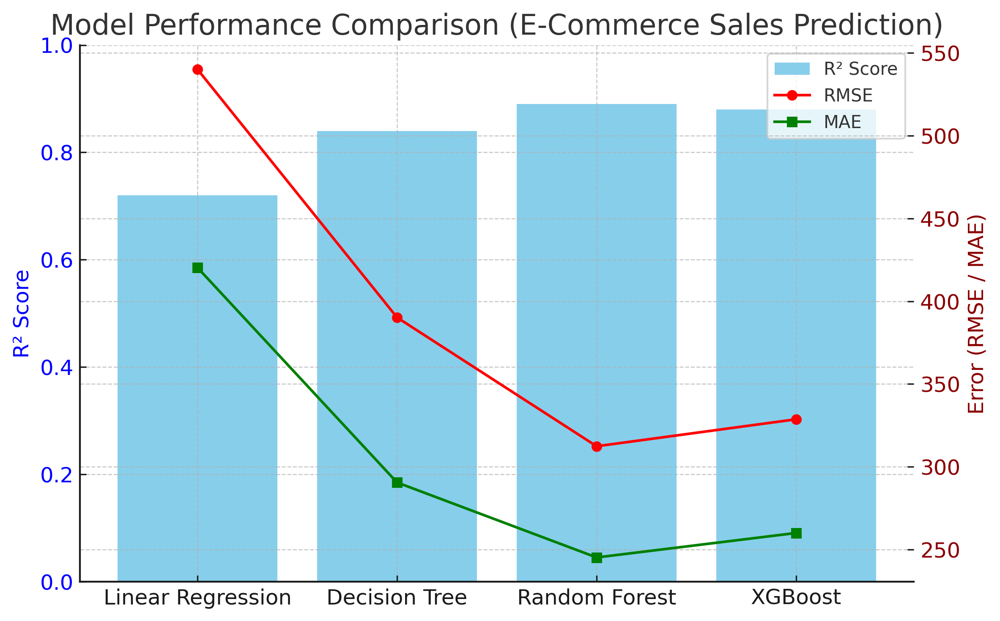 Model Performance Comparison (E-Commerce Sales Prediction)
R² Score
1.0
0.8
0.6
0.4
0.2
0.0
R² Score
RMSE
MAE
550
500
450
400
350
300
250
Error (RMSE / MAE)
Linear Regression
Decision Tree
Random Forest
XGBoost